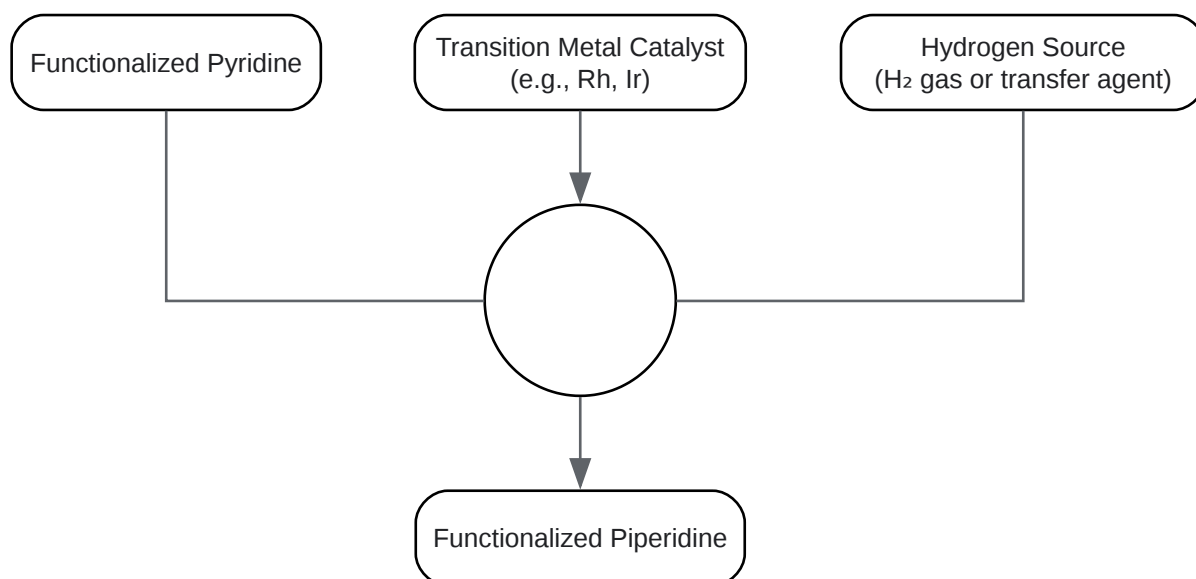 Functionalized Pyridine
Transition Metal Catalyst
(e.g., Rh, Ir)
Hydrogen Source
(H₂ gas or transfer agent)
Functionalized Piperidine